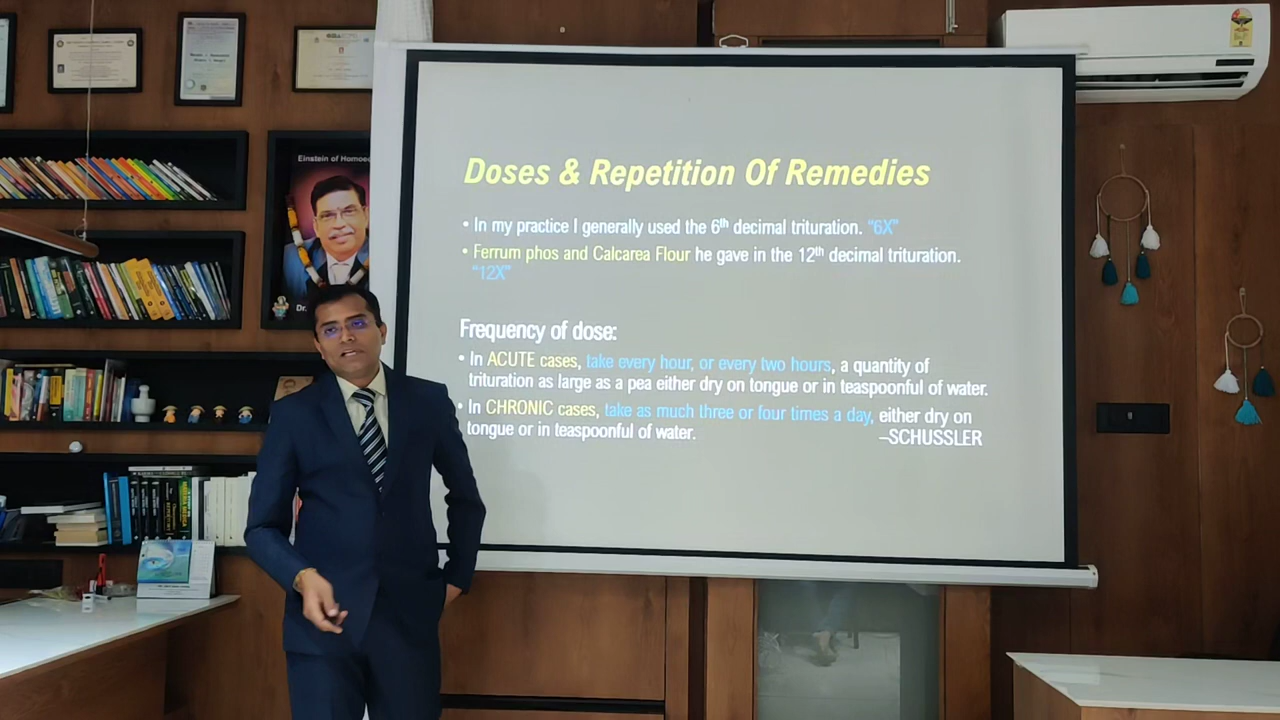 Einstein of Homoeo
Dr.
Doses & Repetition Of Remedies
• In my practice I generally used the 6th decimal trituration. “6X”
• Ferrum phos and Calcarea Flour he gave in the 12th decimal trituration.
“12X”
Frequency of dose:
• In ACUTE cases, take every hour, or every two hours, a quantity of
trituration as large as a pea either dry on tongue or in teaspoonful of water.
• In CHRONIC cases, take as much three or four times a day, either dry on
tongue or in teaspoonful of water.
–SCHUSSLER